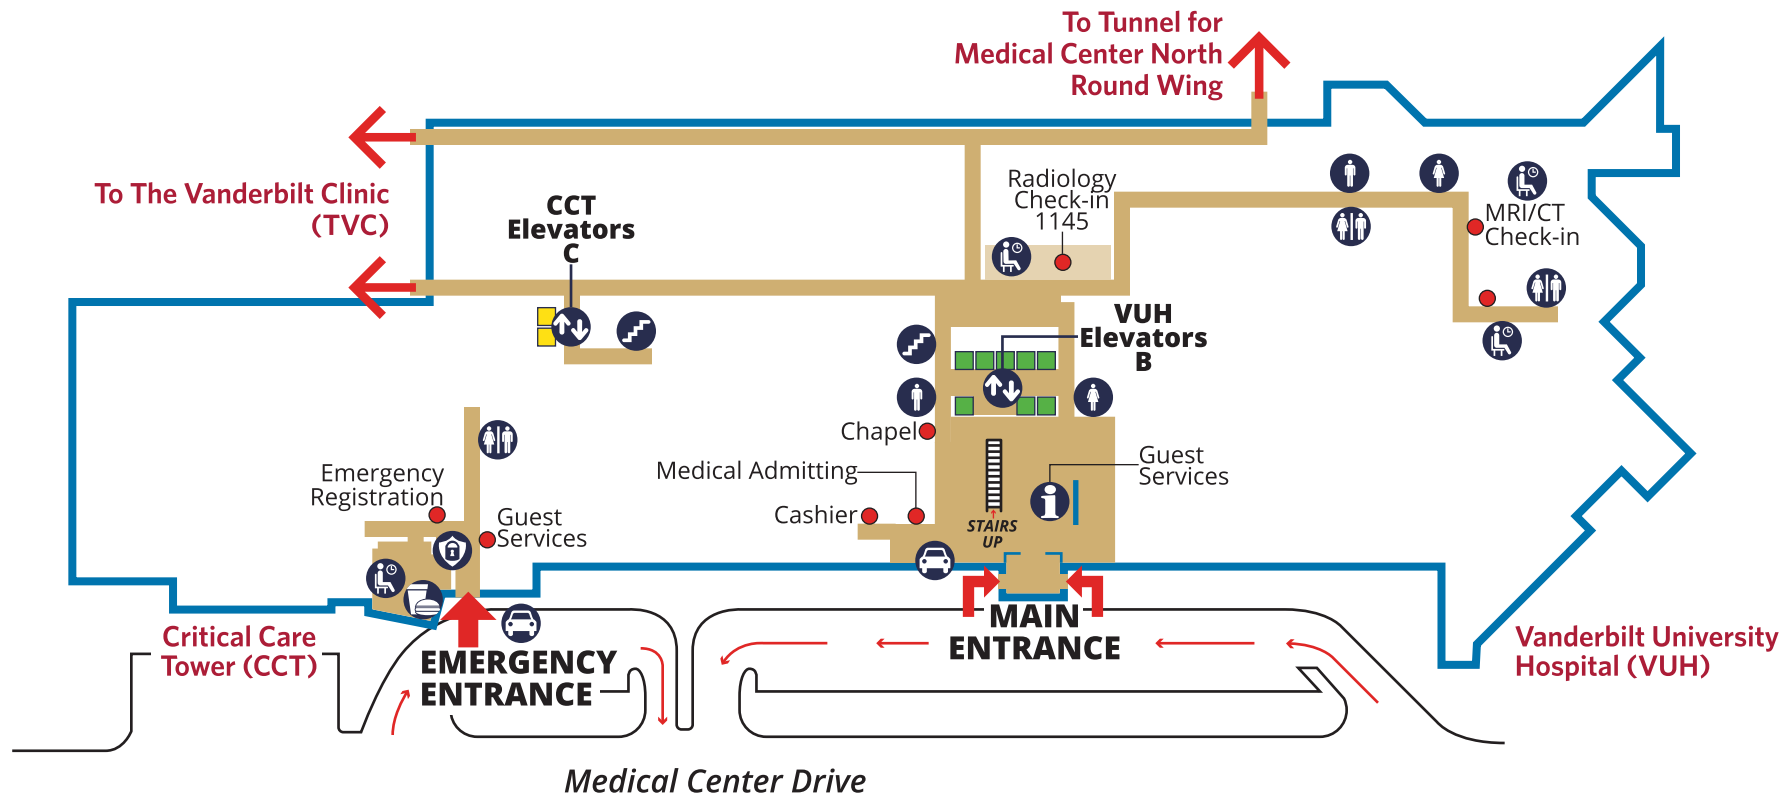 To Tunnel for
Medical Center North
Round Wing
To The Vanderbilt Clinic
(TVC)
CCT
Elevators
C
Radiology
Check-in
1145
MRI/CT
Check-in
VUH
Elevators
B
Chapel
Medical Admitting
Cashier
Guest
Services
STAIRS
UP
Emergency
Registration
Guest
Services
Critical Care
Tower (CCT)
EMERGENCY
ENTRANCE
MAIN
ENTRANCE
Vanderbilt University
Hospital (VUH)
Medical Center Drive